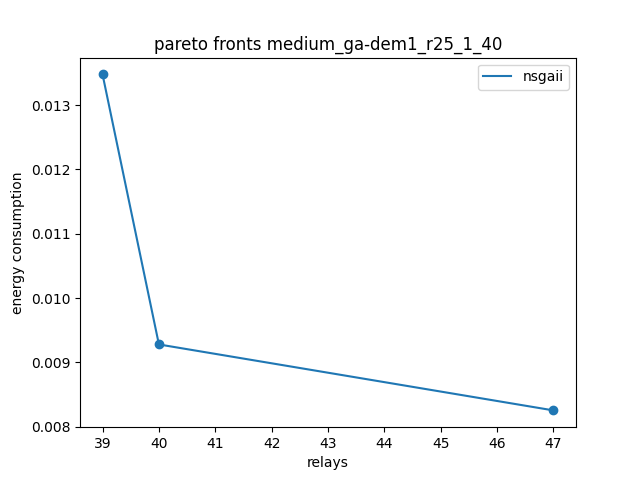 pareto fronts medium_ga-dem1_r25_1_40
nsgaii
0.013
0.012
0.011
0.010
0.009
0.008
energy consumption
39 40 41 42 43 44 45 46 47
relays